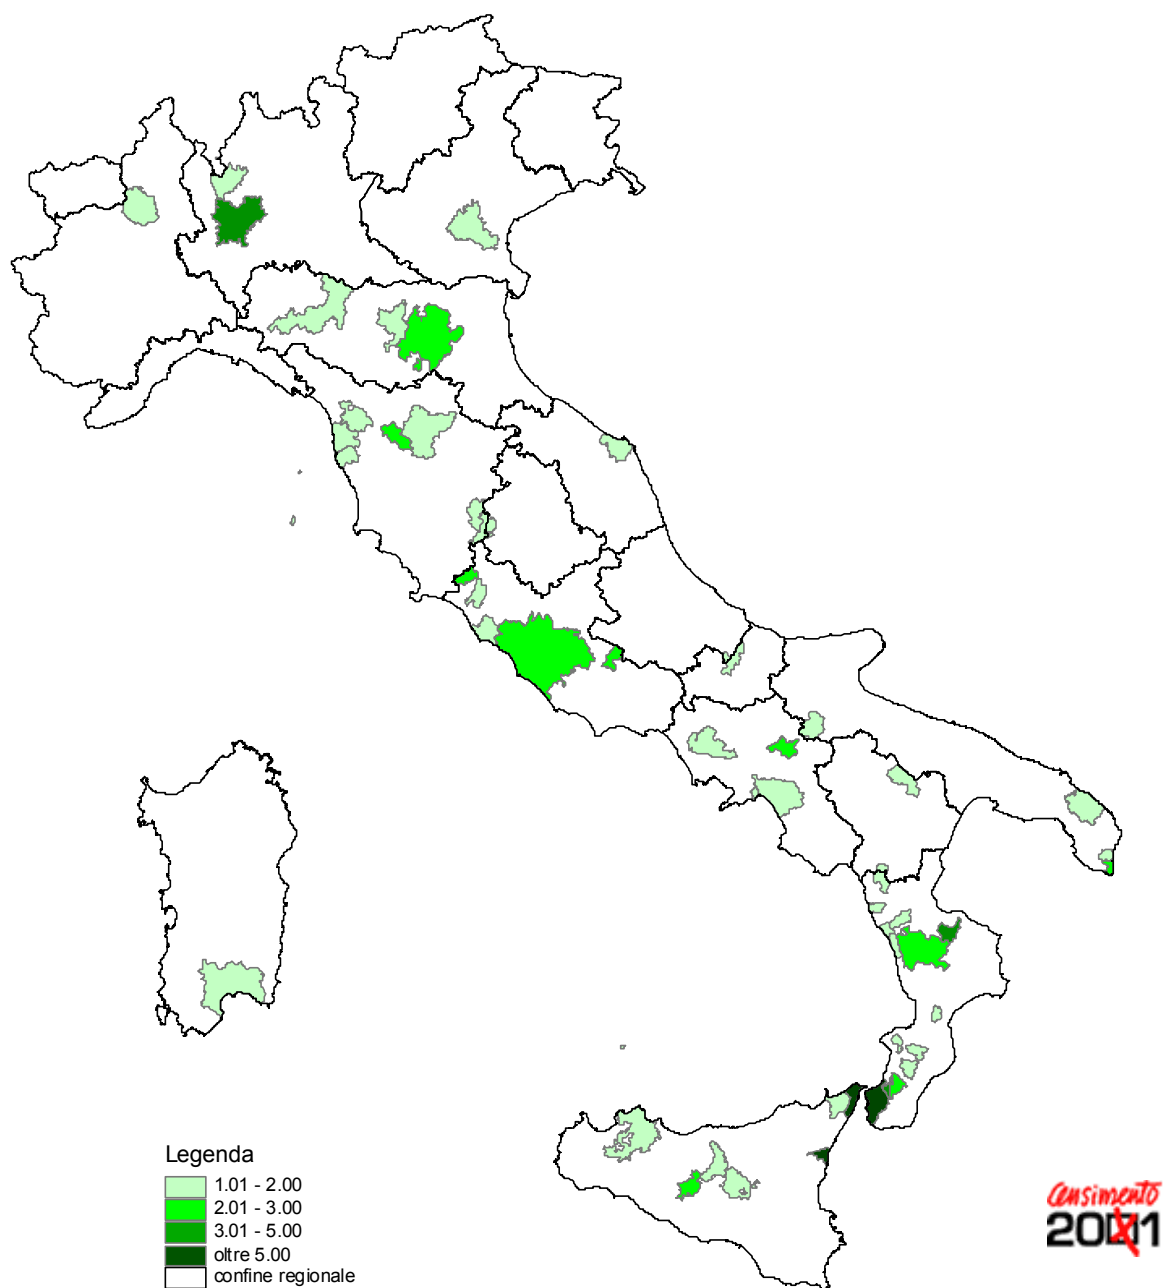 Legenda
1.01 - 2.00
2.01 - 3.00
3.01 - 5.00
oltre 5.00
confine regionale
Censimento
2001